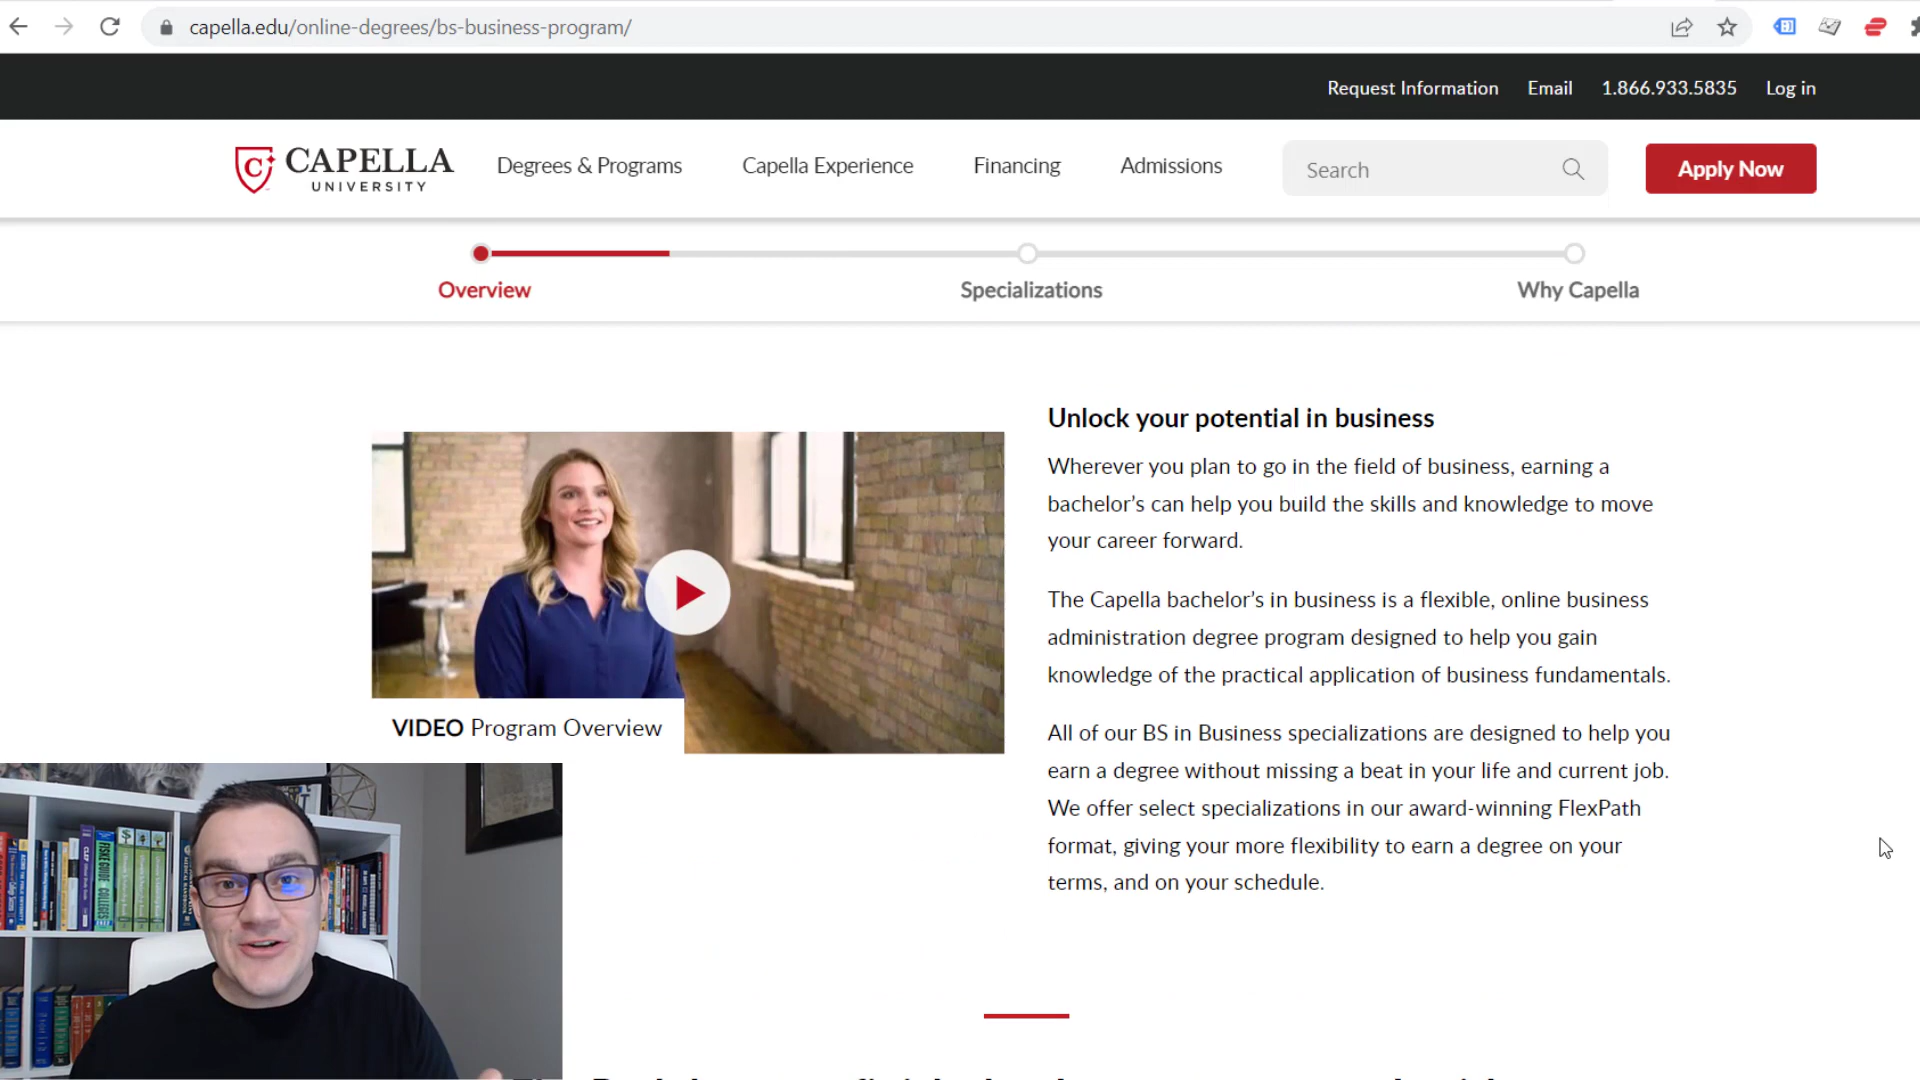 capella.edu/online-degrees/bs-business-program/
Request Information Email 1.866.933.5835 Log in
CAPELLA
UNIVERSITY
Degrees & Programs Capella Experience Financing Admissions
Search
Apply Now
Overview Specializations Why Capella
VIDEO Program Overview
Unlock your potential in business
Wherever you plan to go in the field of business, earning a
bachelor’s can help you build the skills and knowledge to move
your career forward.
The Capella bachelor’s in business is a flexible, online business
administration degree program designed to help you gain
knowledge of the practical application of business fundamentals.
All of our BS in Business specializations are designed to help you
earn a degree without missing a beat in your life and current job.
We offer select specializations in our award-winning FlexPath
format, giving your more flexibility to earn a degree on your
terms, and on your schedule.
FISKE GUIDE
COLLEGES